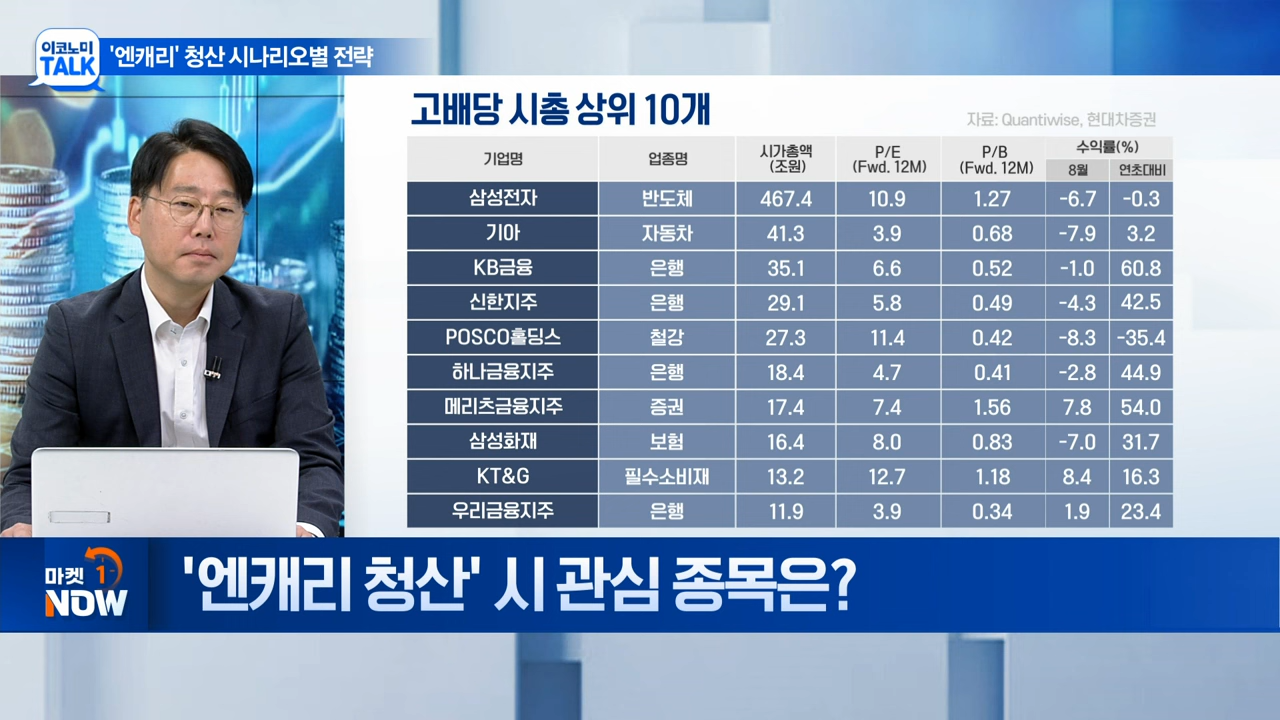 이코노미
TALK
'엔캐리' 청산 시나리오별 전략
고배당 시총 상위 10개
자료: Quantiwise, 현대차증권
기업명 업종명 시가총액 (조원) P/E (Fwd. 12M) P/B (Fwd. 12M) 수익률(%)
8월 연초대비
삼성전자 반도체 467.4 10.9 1.27 -6.7 -0.3
기아 자동차 41.3 3.9 0.68 -7.9 3.2
KB금융 은행 35.1 6.6 0.52 -1.0 60.8
신한지주 은행 29.1 5.8 0.49 -4.3 42.5
POSCO홀딩스 철강 27.3 11.4 0.42 -8.3 -35.4
하나금융지주 은행 18.4 4.7 0.41 -2.8 44.9
메리츠금융지주 증권 17.4 7.4 1.56 7.8 54.0
삼성화재 보험 16.4 8.0 0.83 -7.0 31.7
KT&G 필수소비재 13.2 12.7 1.18 8.4 16.3
우리금융지주 은행 11.9 3.9 0.34 1.9 23.4
마켓 1
NOW
'엔캐리 청산' 시 관심 종목은?